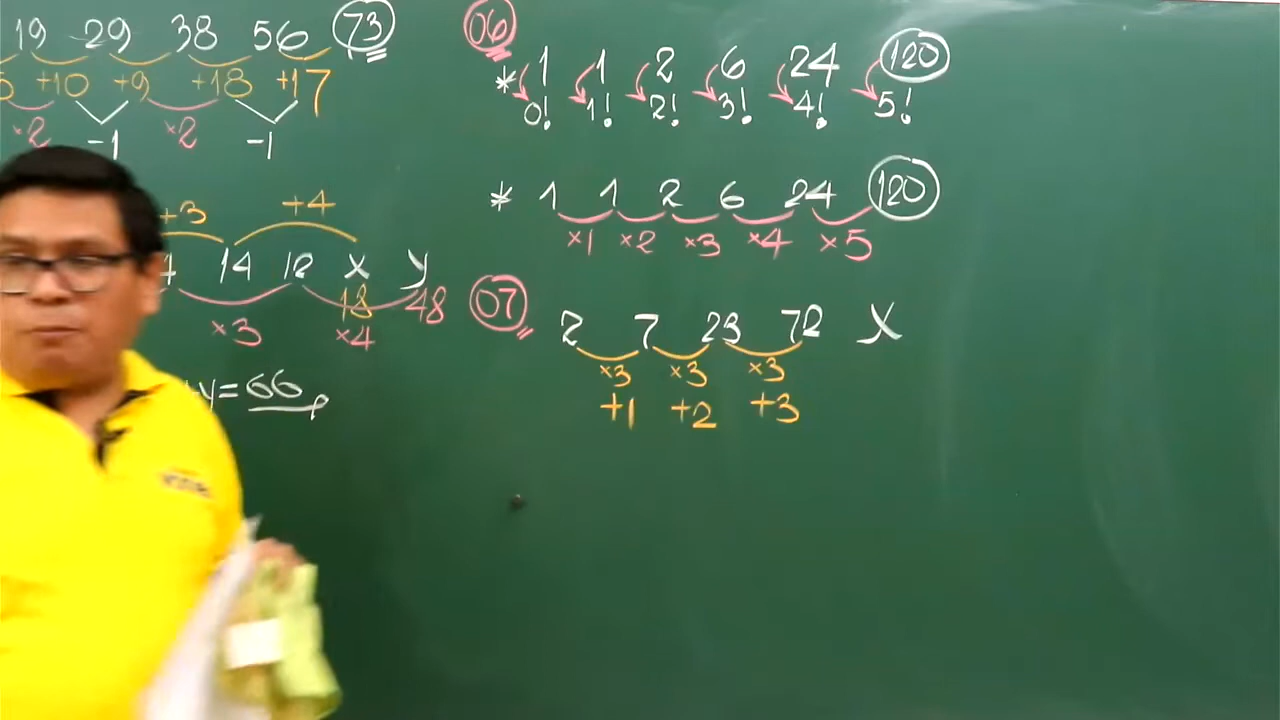 19 29 38 56 73
+10 +9 +18 +17
×2 -1 ×2 -1
+3 +4
14 12 x y
18 48
×3 ×4
y = 66
06
* 1 1 2 6 24 120
0! 1! 2! 3! 4! 5!
* 1 1 2 6 24 120
×1 ×2 ×3 ×4 ×5
07
2 7 23 72 X
×3 ×3 ×3
+1 +2 +3